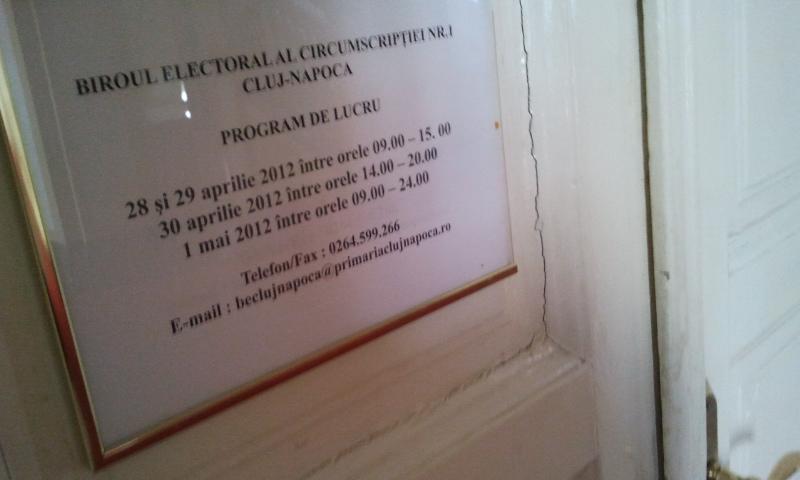 BIROUL ELECTORAL AL CIRCUMSCRIPȚIEI NR.1
CLUJ-NAPOCA
PROGRAM DE LUCRU
28 și 29 aprilie 2012 între orele 09.00 – 15. 00
30 aprilie 2012 între orele 14.00 – 20.00
1 mai 2012 între orele 09.00 – 24.00
Telefon/Fax : 0264.599.266
E-mail : beclujnapoca@primariaclujnapoca.ro